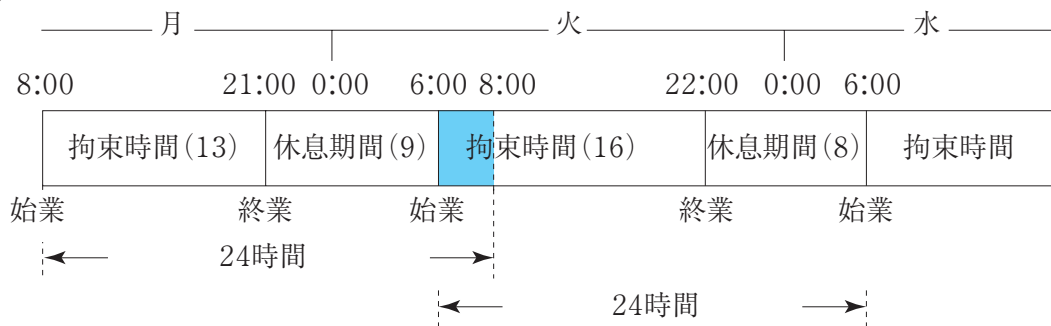 月 火 水
8:00 21:00 0:00 6:00 8:00 22:00 0:00 6:00
拘束時間(13) 休息期間(9) 拘束時間(16) 休息期間(8) 拘束時間
始業 終業 始業 終業 始業
24時間
24時間